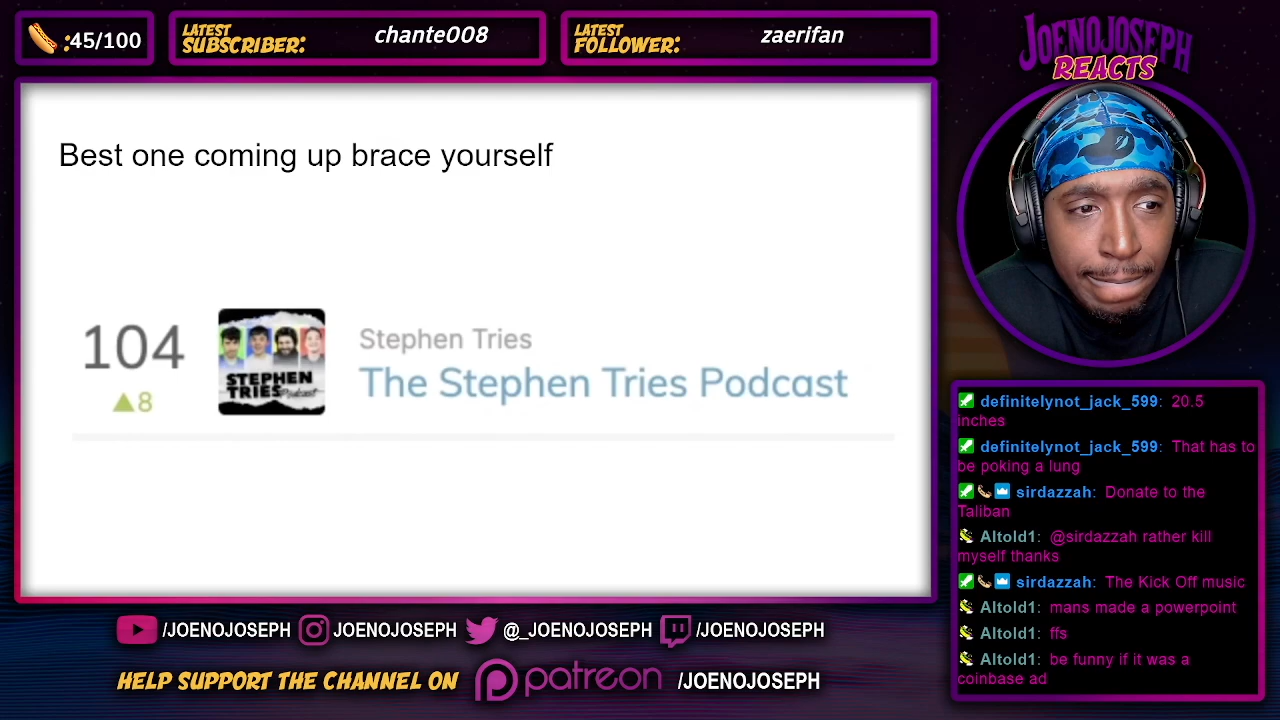 :45/100
LATEST SUBSCRIBER:
chante008
LATEST FOLLOWER:
zaerifan
JOENOJOSEPH
REACTS
Best one coming up brace yourself
104
▲8
STEPHEN
TRIES Podcast
Stephen Tries
The Stephen Tries Podcast
definitelynot_jack_599: 20.5
inches
definitelynot_jack_599: That has to
be poking a lung
sirdazzah: Donate to the
Taliban
Altold1: @sirdazzah rather kill
myself thanks
sirdazzah: The Kick Off music
Altold1: mans made a powerpoint
Altold1: ffs
Altold1: be funny if it was a
coinbase ad
/JOENOJOSEPH
JOENOJOSEPH
@_JOENOJOSEPH
/JOENOJOSEPH
HELP SUPPORT THE CHANNEL ON
patreon
/JOENOJOSEPH